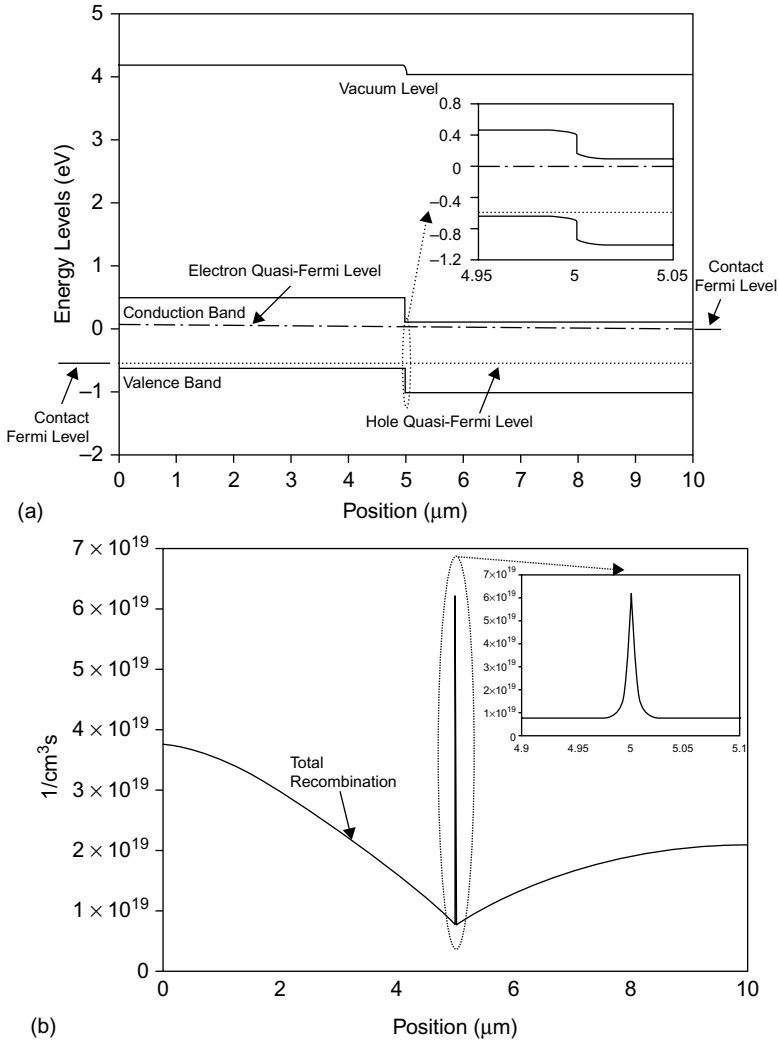 5
4
3
2
1
0
–1
–2
Energy Levels (eV)
Vacuum Level
0.8
0.4
0
–0.4
–0.8
–1.2
4.95
5
5.05
Electron Quasi-Fermi Level
Conduction Band
Contact
Fermi Level
Valence Band
Contact
Fermi Level
Hole Quasi-Fermi Level
0
1
2
3
4
5
6
7
8
9
10
(a)
Position (μm)
7 × 10^19
6 × 10^19
5 × 10^19
4 × 10^19
3 × 10^19
2 × 10^19
1 × 10^19
0
1/cm^3s
Total
Recombination
7×10^19
6×10^19
5×10^19
4×10^19
3×10^19
2×10^19
1×10^19
0
4.9
4.95
5
5.05
5.1
0
2
4
6
8
10
(b)
Position (μm)